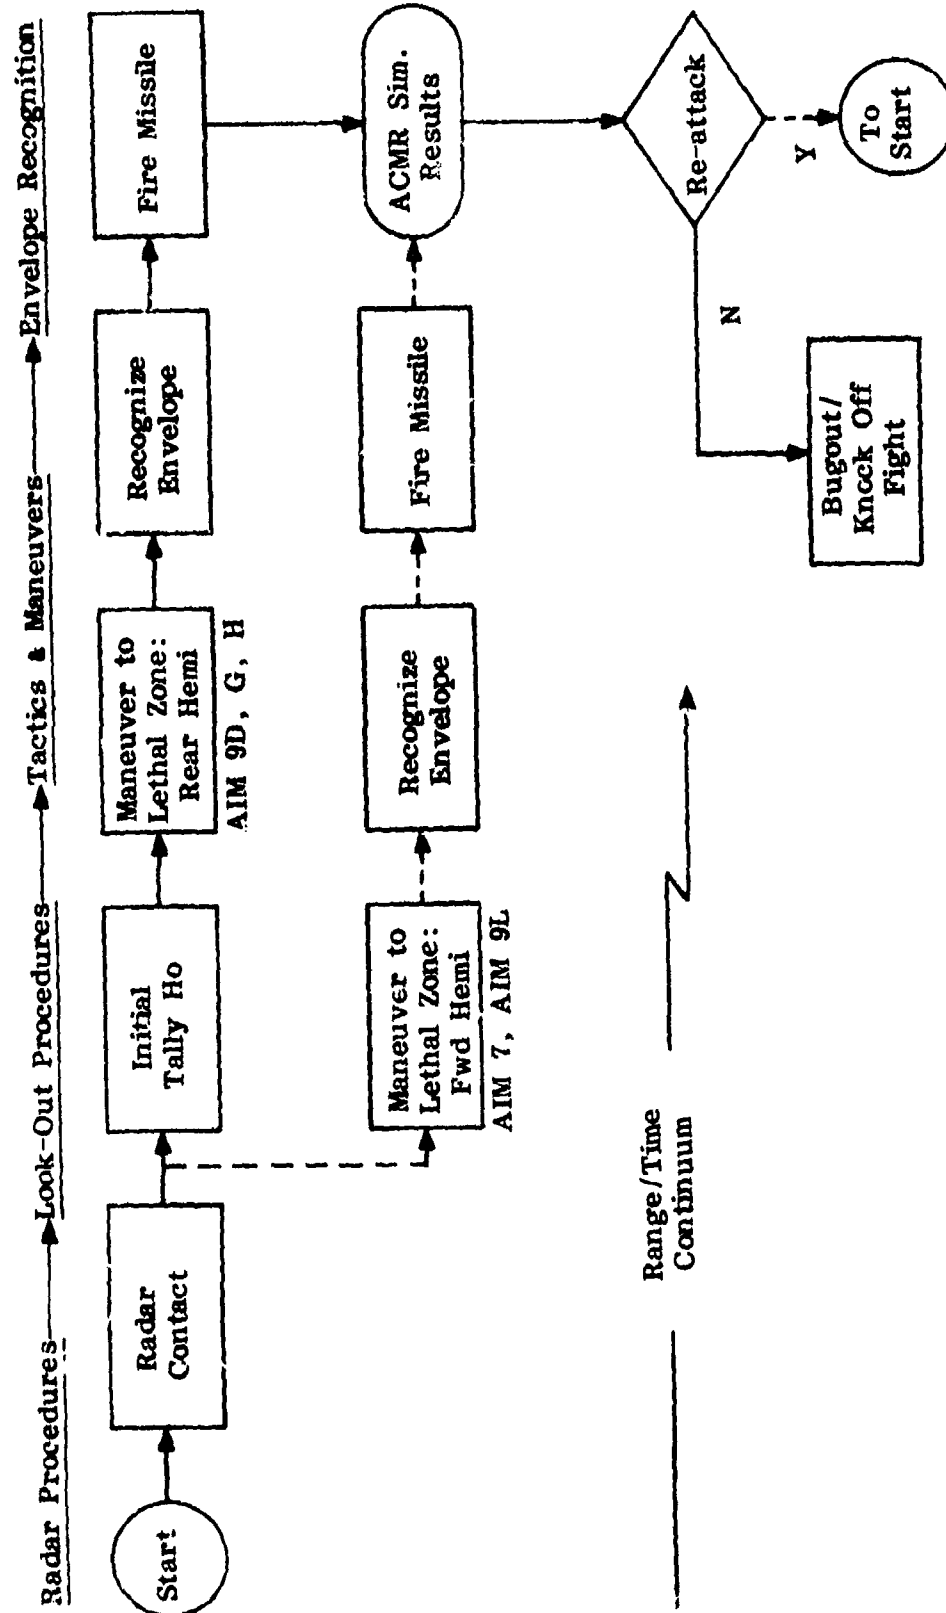 Radar Procedures
Look-Out Procedures
Tactics & Maneuvers
Envelope Recognition
Start
Radar
Contact
Initial
Tally Ho
Maneuver to
Lethal Zone:
Rear Hemi
AIM 9D, G, H
Recognize
Envelope
Fire Missile
Maneuver to
Lethal Zone:
Fwd Hemi
AIM 7, AIM 9L
Recognize
Envelope
Fire Missile
ACMR Sim.
Results
Re-attack
Y
To
Start
N
Bugout/
Knock Off
Fight
Range/Time
Continuum